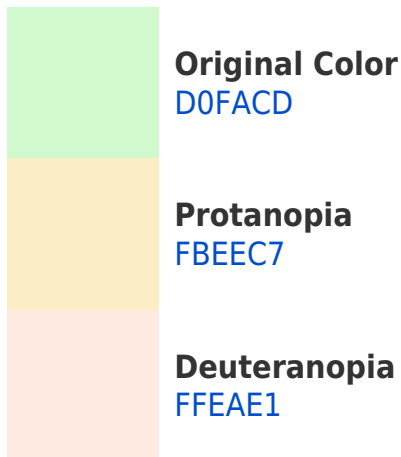 Original Color
D0FACD
Protanopia
FBEEC7
Deuteranopia
FFEAE1